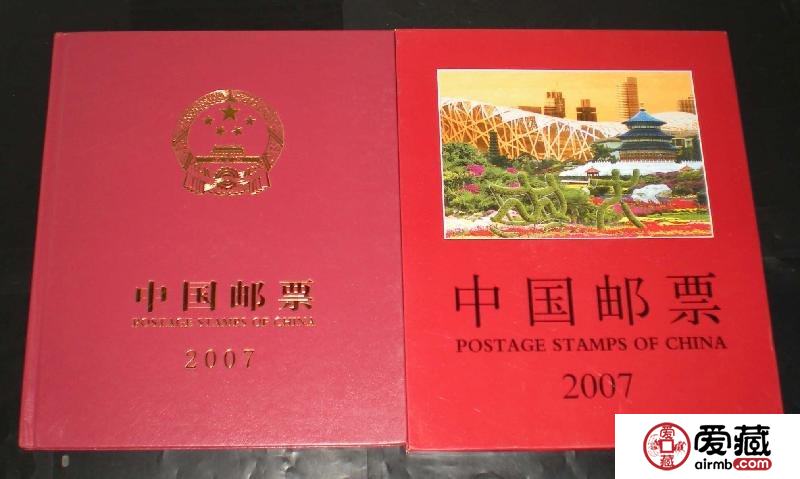 中国邮票
POSTAGE STAMPS OF CHINA
2007
中国邮票
POSTAGE STAMPS OF CHINA
2007
爱藏
airmb.com